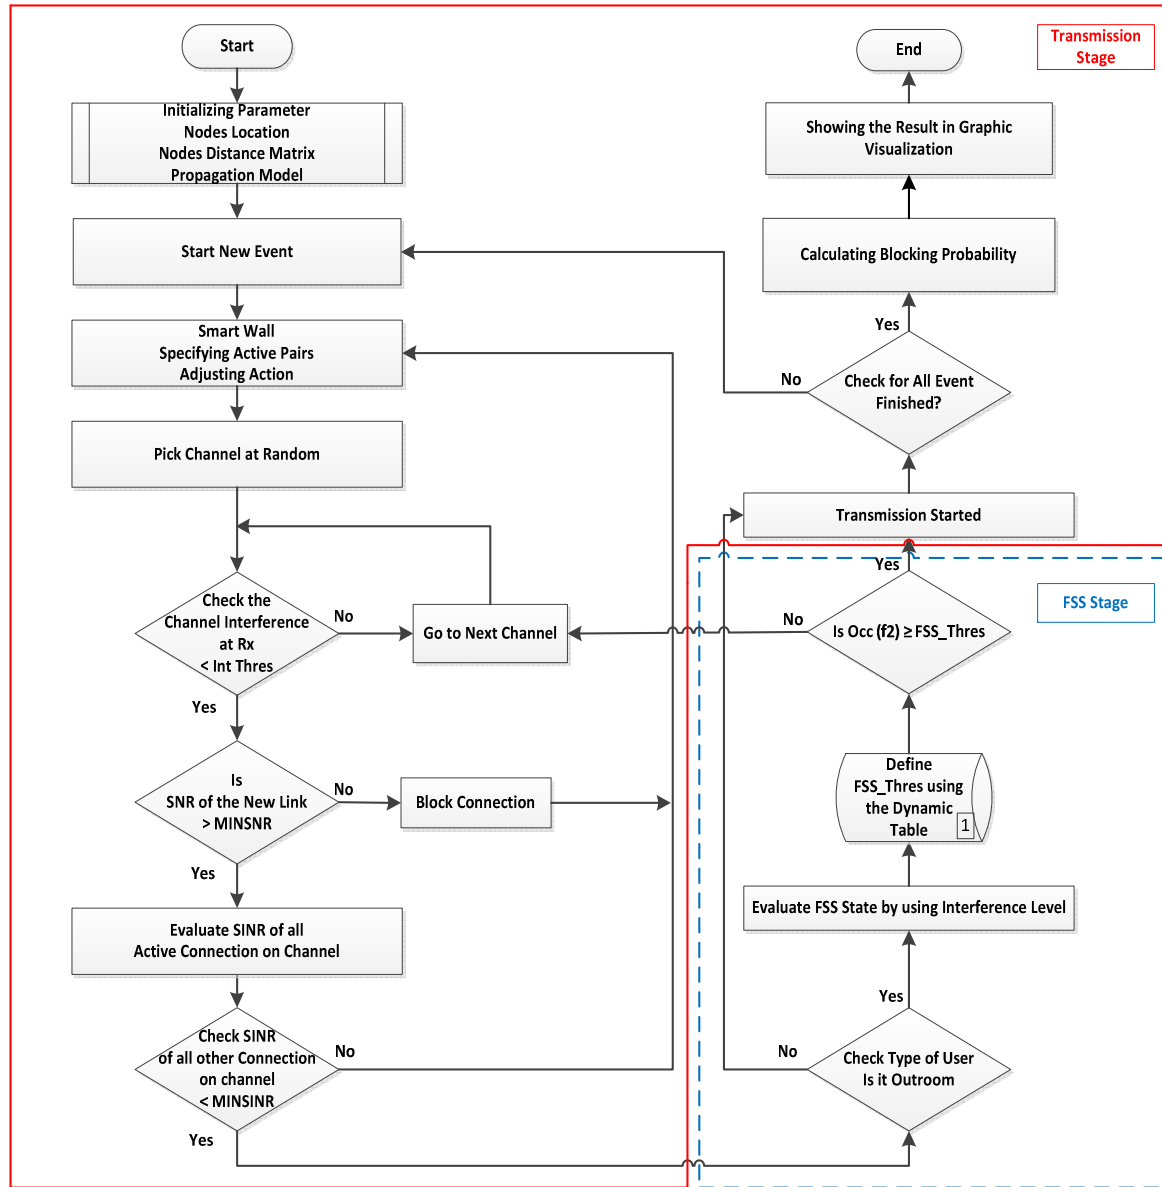 Start
Initializing Parameter
Nodes Location
Nodes Distance Matrix
Propagation Model
Start New Event
Smart Wall
Specifying Active Pairs
Adjusting Action
Pick Channel at Random
Check the
Channel Interference
at Rx
< Int Thres
No
Go to Next Channel
Yes
Is
SNR of the New Link
> MINSNR
No
Block Connection
Yes
Evaluate SINR of all
Active Connection on Channel
Check SINR
of all other Connection
on channel
< MINSINR
No
Yes
End
Transmission
Stage
Showing the Result in Graphic
Visualization
Calculating Blocking Probability
Yes
Check for All Event
Finished?
No
Transmission Started
Yes
FSS Stage
Is Occ (f2) ≥ FSS_Thres
No
Define
FSS_Thres using
the Dynamic
Table
1
Evaluate FSS State by using Interference Level
Yes
Check Type of User
Is it Outroom
No